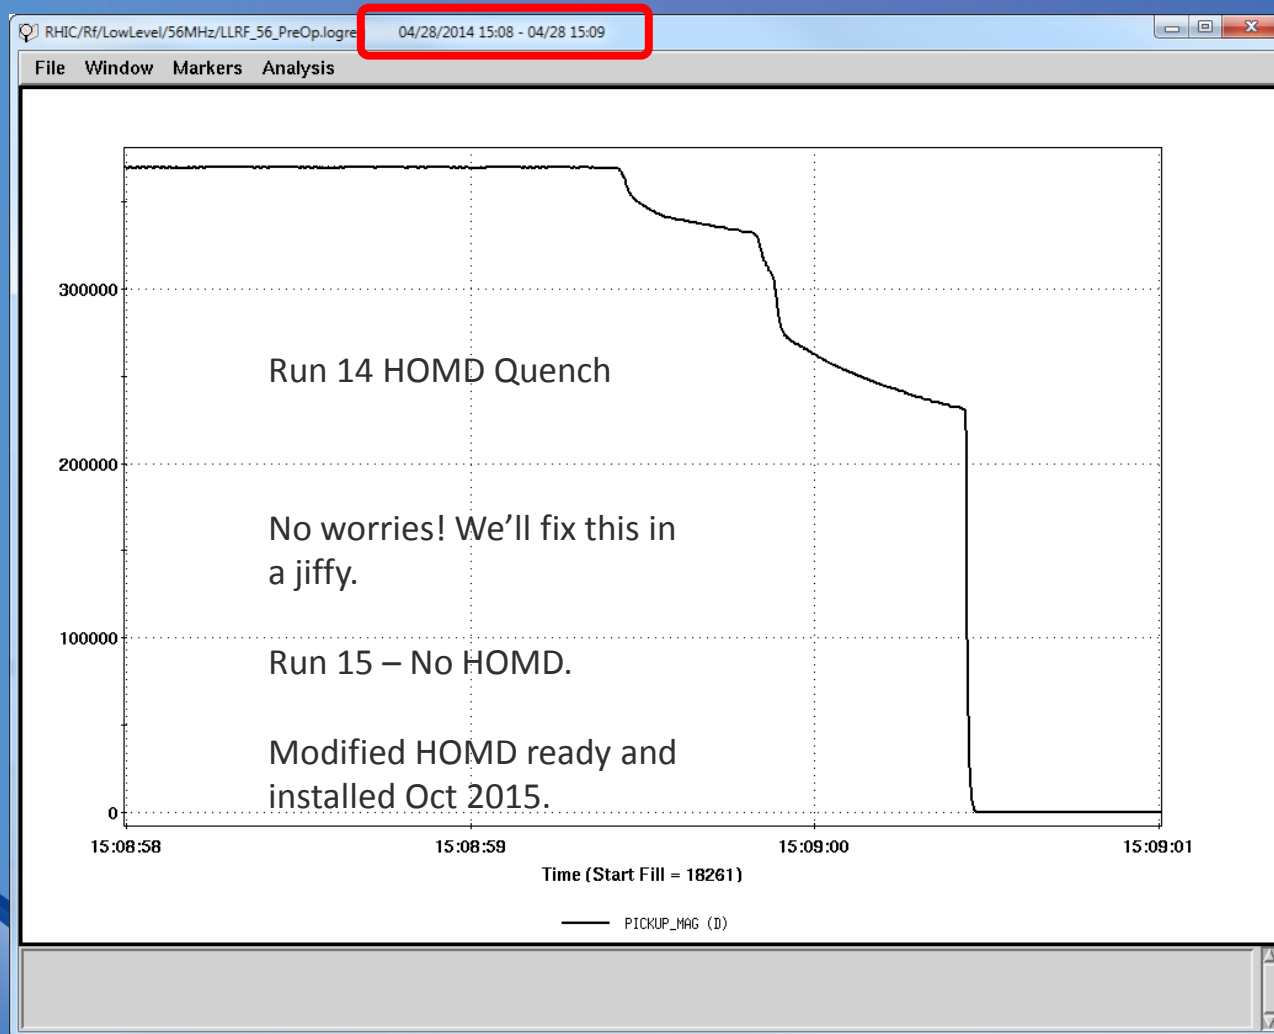 RHIC/Rf/LowLevel/56MHz/LLRF_56_PreOp.logre 04/28/2014 15:08 - 04/28 15:09
File Window Markers Analysis
300000
200000
100000
0
Run 14 HOMD Quench
No worries! We’ll fix this in
a jiffy.
Run 15 – No HOMD.
Modified HOMD ready and
installed Oct 2015.
15:08:58 15:08:59 15:09:00 15:09:01
Time (Start Fill = 18261)
PICKUP_MAG (D)